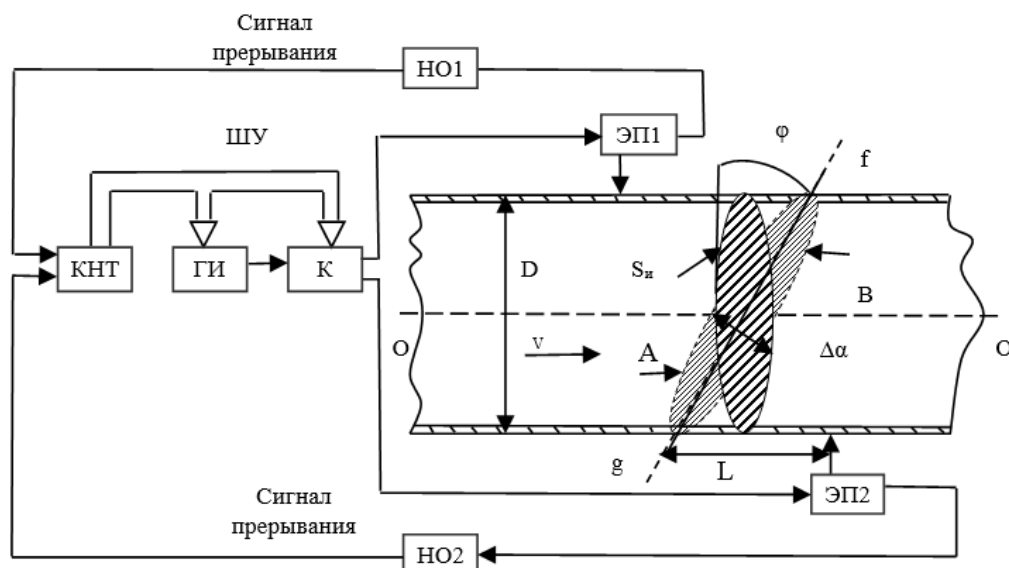 Сигнал
прерывания
НО1
ШУ
ЭП1
φ
f
КНТ
ГИ
К
D
Sи
B
O
V
A
Δα
O
g
L
ЭП2
Сигнал
прерывания
НО2